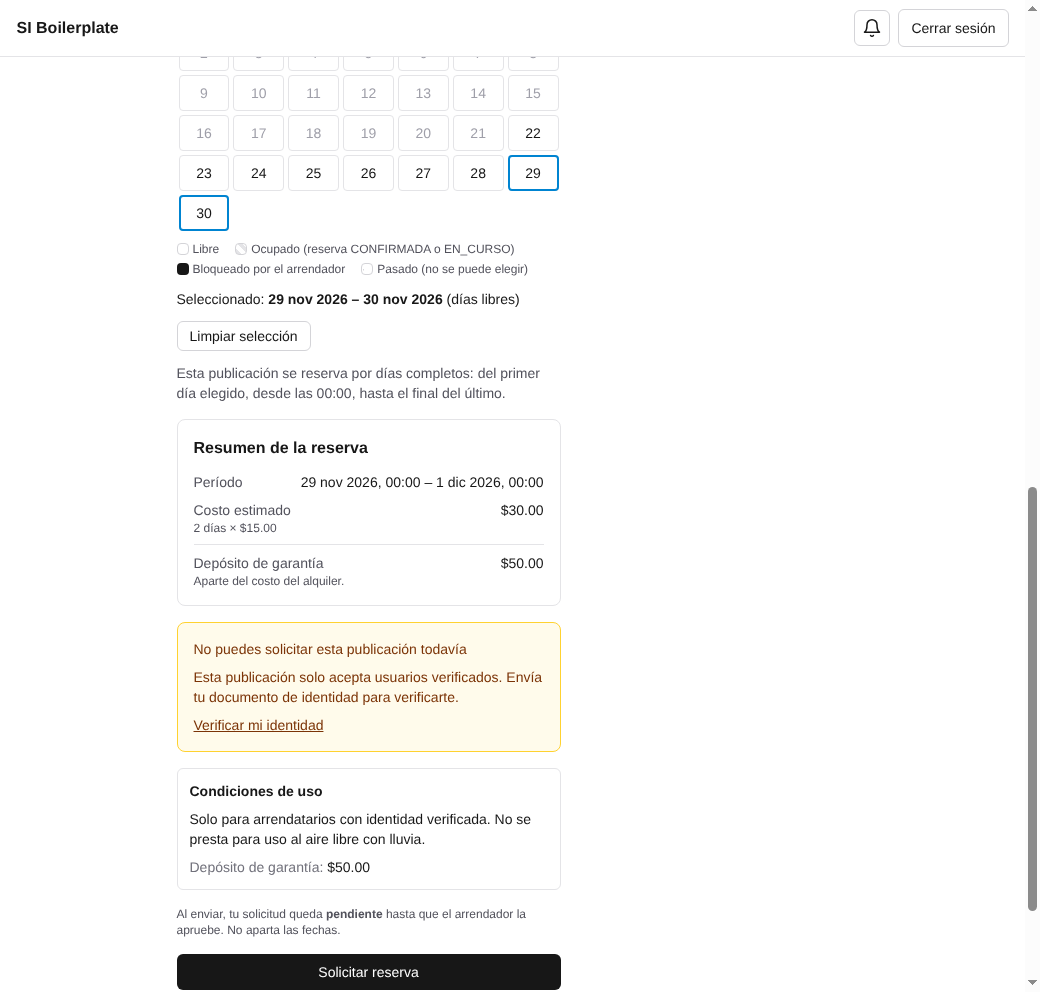 SI Boilerplate
Cerrar sesión
9 10 11 12 13 14 15
16 17 18 19 20 21 22
23 24 25 26 27 28 29
30
Libre Ocupado (reserva CONFIRMADA o EN_CURSO)
Bloqueado por el arrendador Pasado (no se puede elegir)
Seleccionado: 29 nov 2026 – 30 nov 2026 (días libres)
Limpiar selección
Esta publicación se reserva por días completos: del primer
día elegido, desde las 00:00, hasta el final del último.
Resumen de la reserva
Período 29 nov 2026, 00:00 – 1 dic 2026, 00:00
Costo estimado $30.00
2 días × $15.00
Depósito de garantía $50.00
Aparte del costo del alquiler.
No puedes solicitar esta publicación todavía
Esta publicación solo acepta usuarios verificados. Envía
tu documento de identidad para verificarte.
Verificar mi identidad
Condiciones de uso
Solo para arrendatarios con identidad verificada. No se
presta para uso al aire libre con lluvia.
Depósito de garantía: $50.00
Al enviar, tu solicitud queda pendiente hasta que el arrendador la
apruebe. No aparta las fechas.
Solicitar reserva